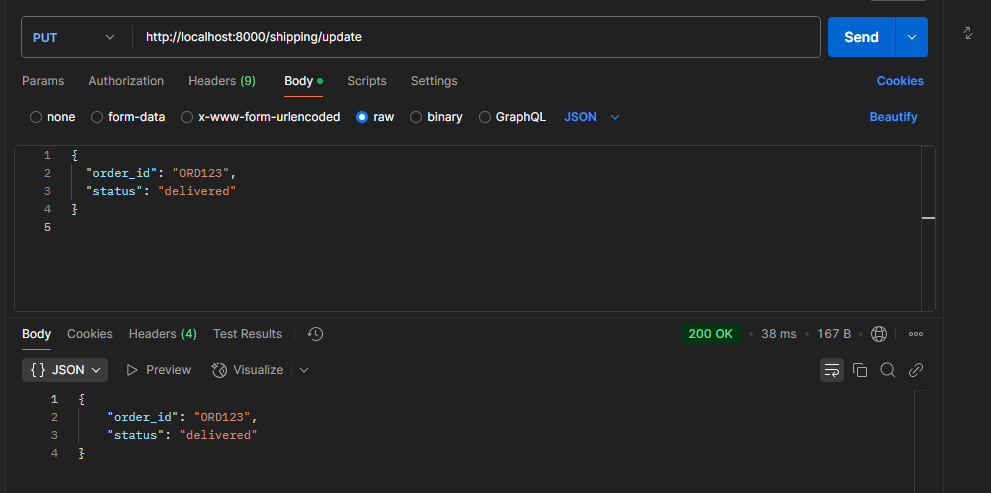 PUT http://localhost:8000/shipping/update Send
Params Authorization Headers (9) Body Scripts Settings Cookies
none form-data x-www-form-urlencoded raw binary GraphQL JSON Beautify
1 {
2 "order_id": "ORD123",
3 "status": "delivered"
4 }
5
Body Cookies Headers (4) Test Results 200 OK • 38 ms • 167 B •
{} JSON Preview Visualize
1 {
2 "order_id": "ORD123",
3 "status": "delivered"
4 }